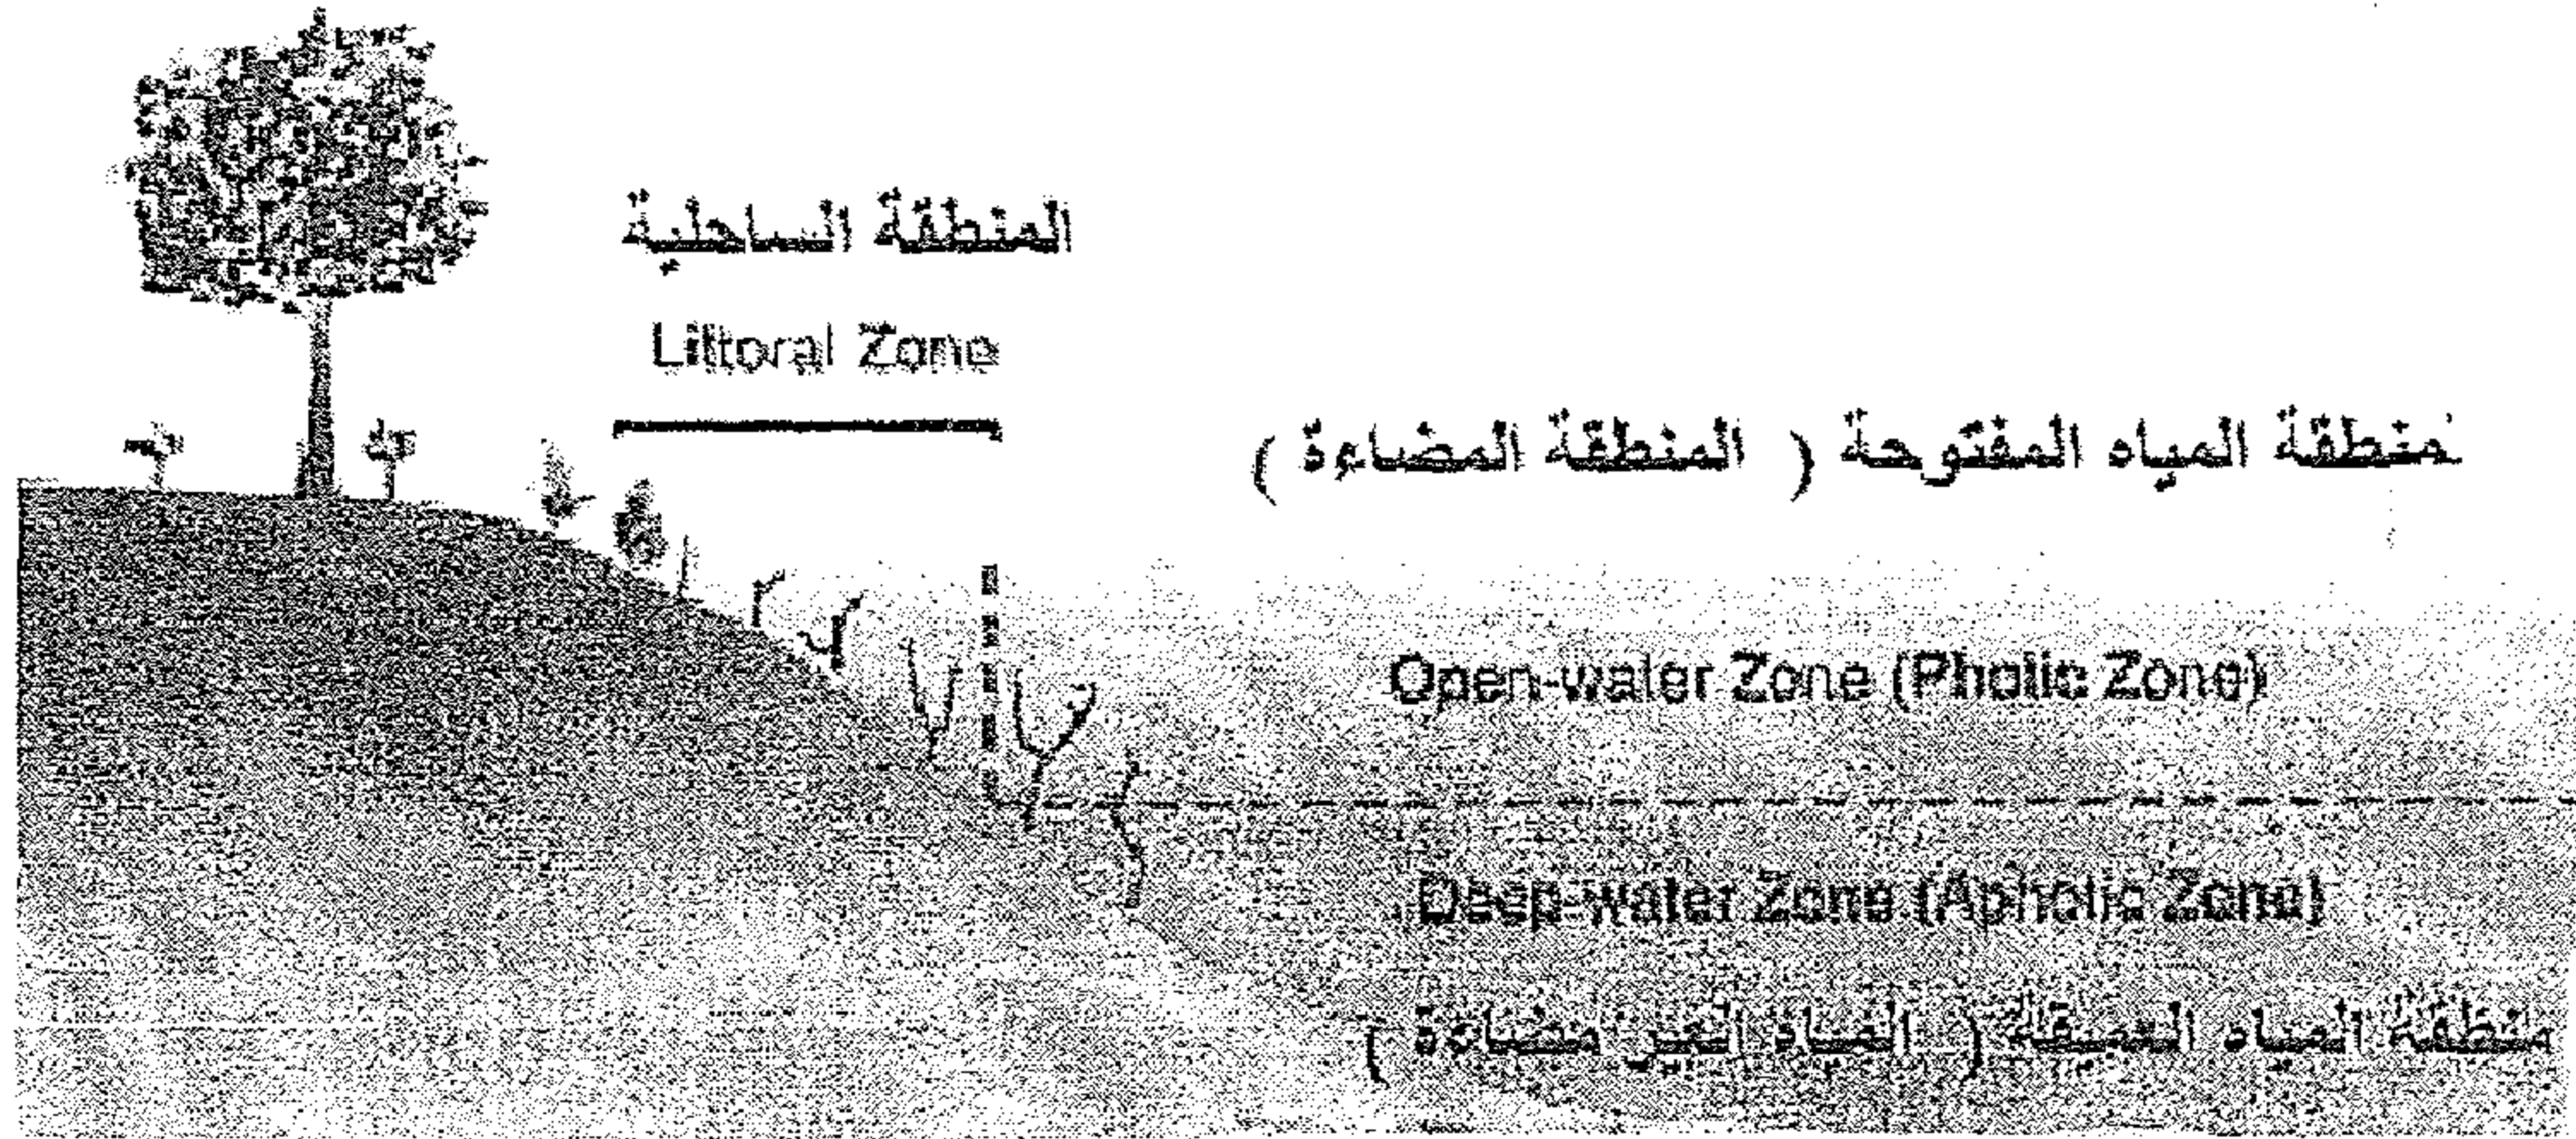 المنطقة الساحلية
Littoral Zone
منطقة المياه المفتوحة ( المنطقة المضاءة )
Open-water Zone (Photic Zone)
Deep-water Zone (Aphotic Zone)
منطقة المياه العميقة ( المياه الغير مضاءة )